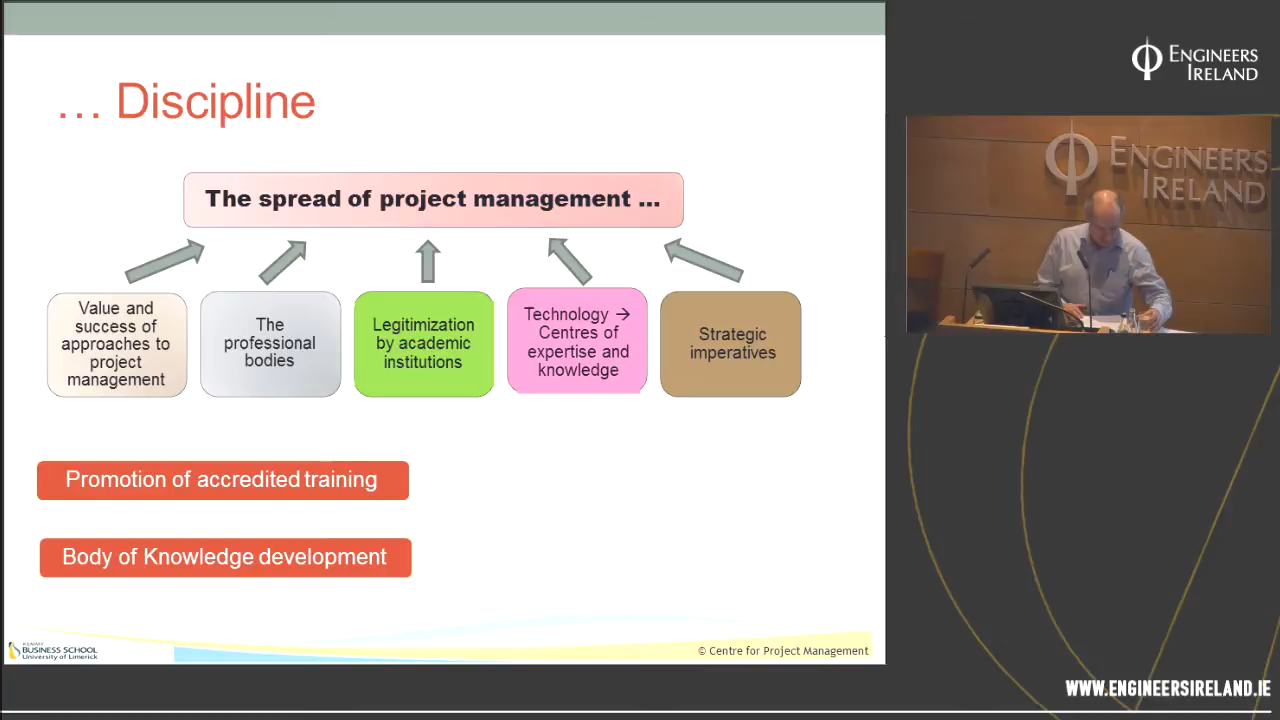 … Discipline
The spread of project management ...
Value and
success of
approaches to
project
management
The
professional
bodies
Legitimization
by academic
institutions
Technology →
Centres of
expertise and
knowledge
Strategic
imperatives
Promotion of accredited training
Body of Knowledge development
BUSINESS SCHOOL
University of Limerick
© Centre for Project Management
ENGINEERS
IRELAND
ENGINEERS
IRELAND
WWW.ENGINEERSIRELAND.IE